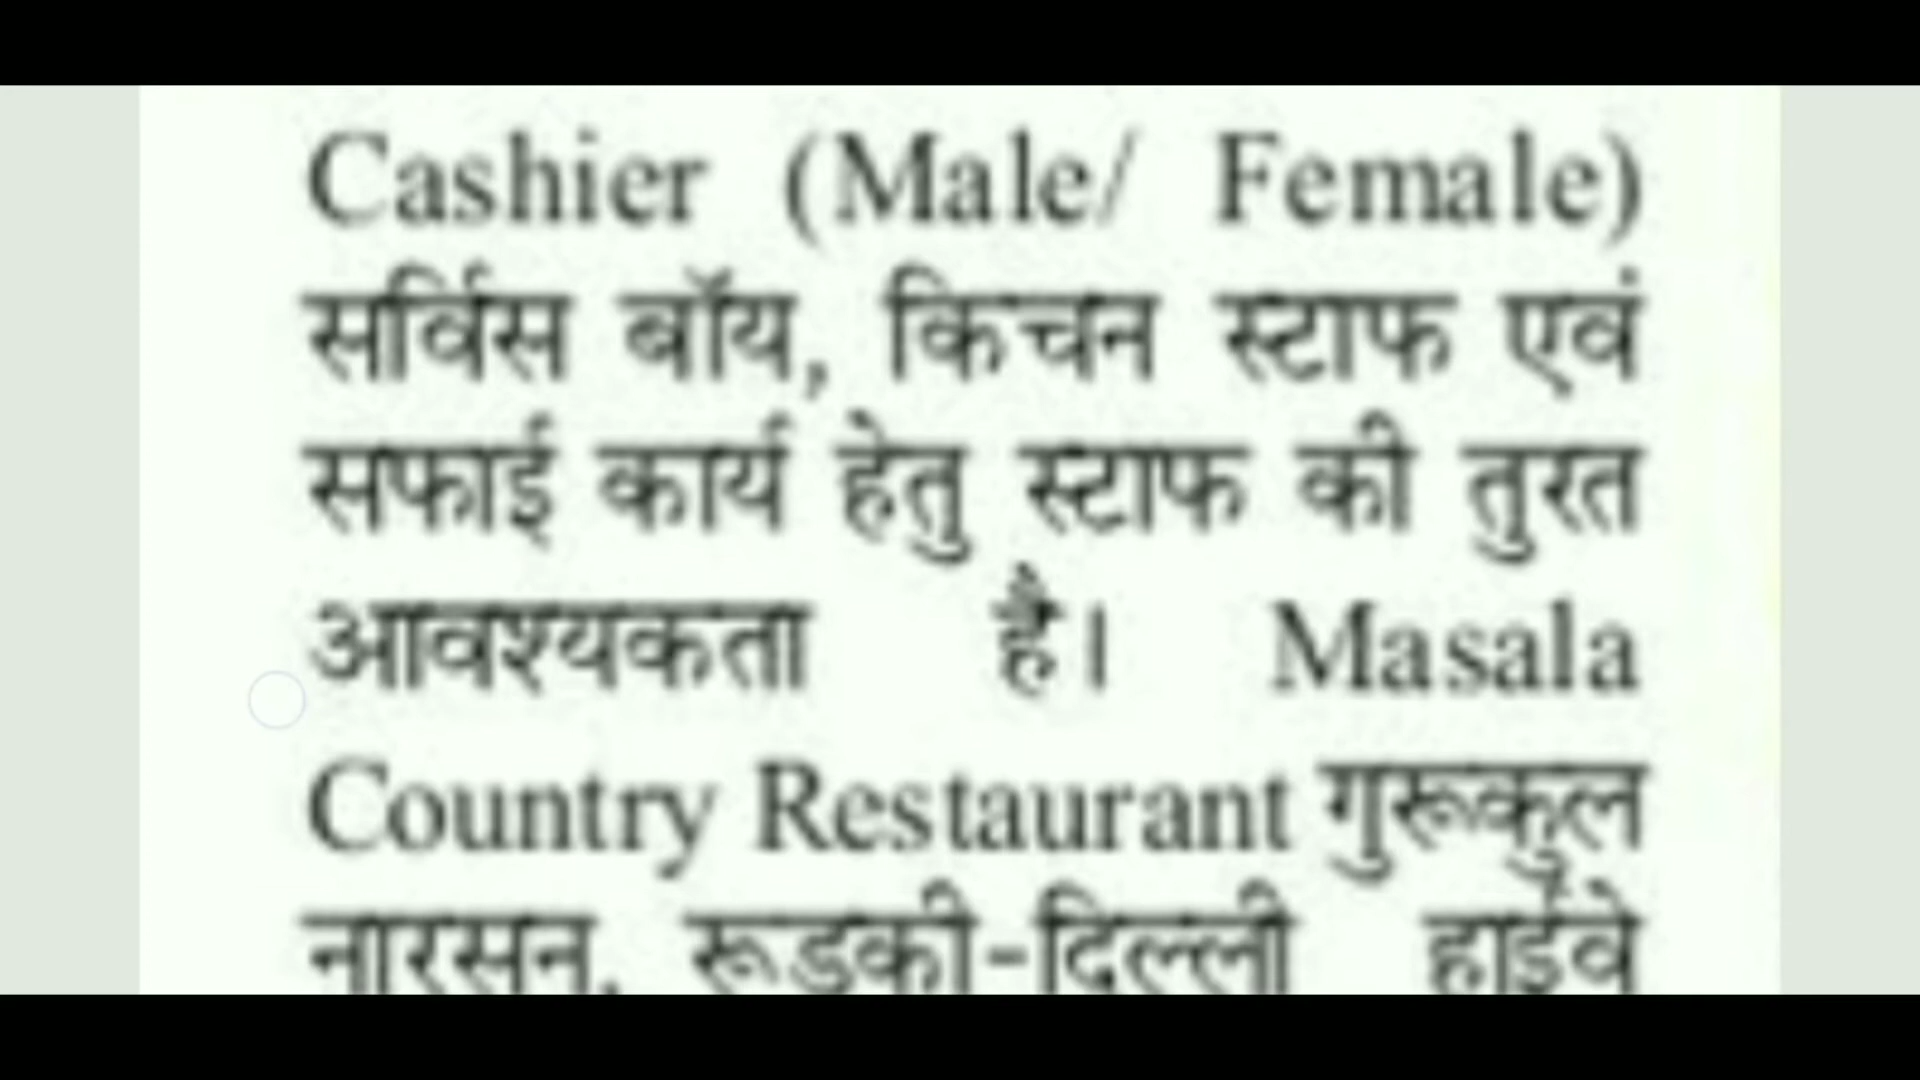 Cashier (Male/ Female)
सर्विस बॉय, किचन स्टाफ एवं
सफाई कार्य हेतु स्टाफ की तुरत
आवश्यकता है। Masala
Country Restaurant गुरूकुल
नारसन, रूडकी-दिल्ली हाईवे